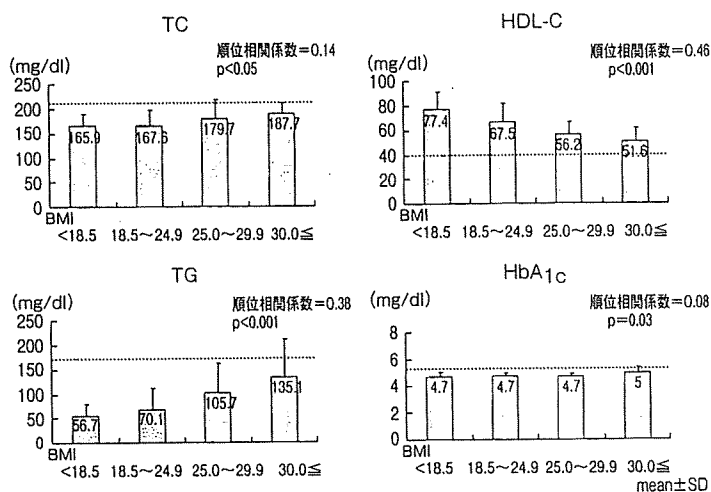 TC
順位相関係数=0.14
p<0.05
(mg/dl)
250
200
150
100
50
0
165.9
167.6
179.7
187.7
BMI
<18.5 18.5～24.9 25.0～29.9 30.0≦
HDL-C
順位相関係数=0.46
p<0.001
(mg/dl)
100
80
60
40
20
0
77.4
67.5
56.2
51.6
BMI
<18.5 18.5～24.9 25.0～29.9 30.0≦
TG
順位相関係数=0.38
p<0.001
(mg/dl)
250
200
150
100
50
0
56.7
70.1
105.7
135.1
BMI
<18.5 18.5～24.9 25.0～29.9 30.0≦
HbA1c
順位相関係数=0.08
p=0.03
(mg/dl)
8
6
4
2
0
4.7
4.7
4.7
5
BMI
<18.5 18.5～24.9 25.0～29.9 30.0≦
mean±SD